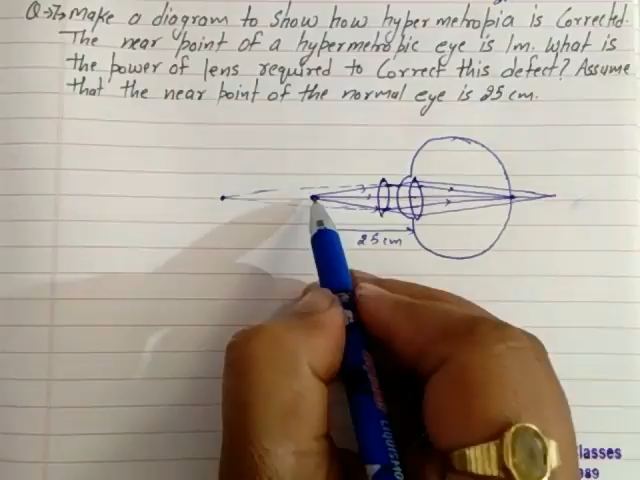 Q→7 Make a diagram to show how hypermetropia is Corrected.
The near point of a hypermetropic eye is 1m. what is
the power of lens required to Correct this defect? Assume
that the near point of the normal eye is 25 cm.
25cm
lasses
089